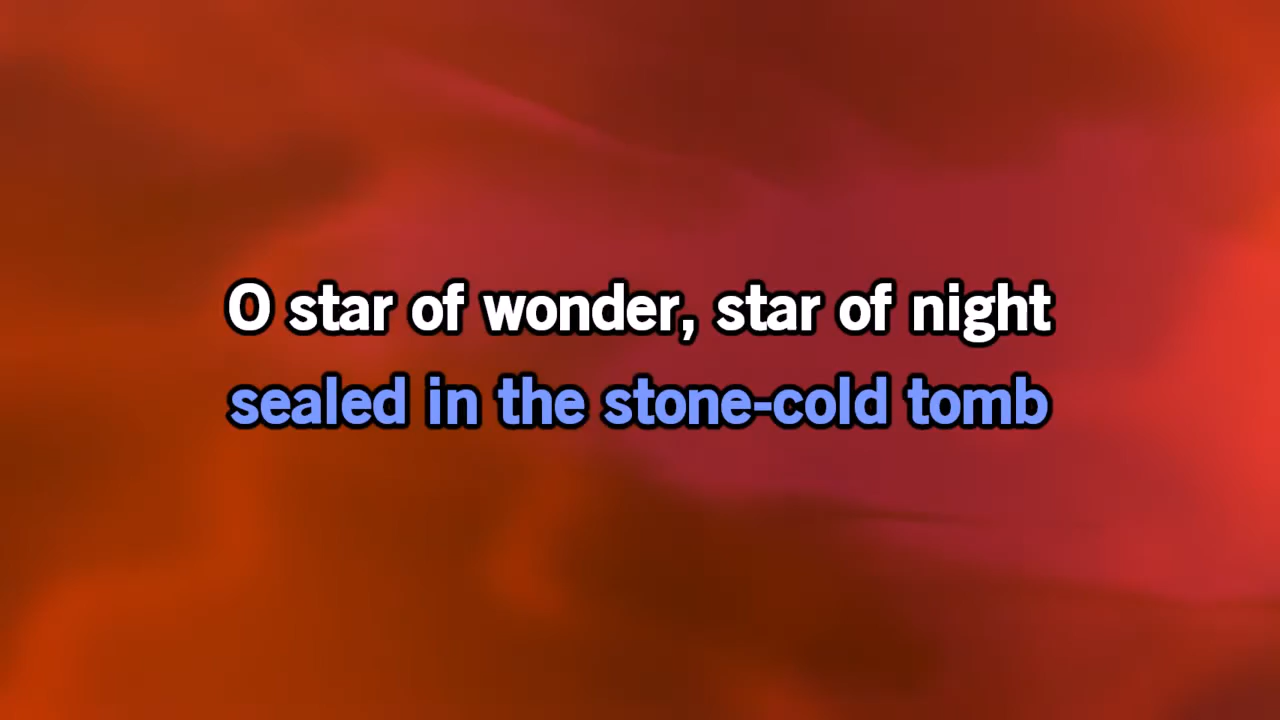 O star of wonder, star of night
sealed in the stone-cold tomb